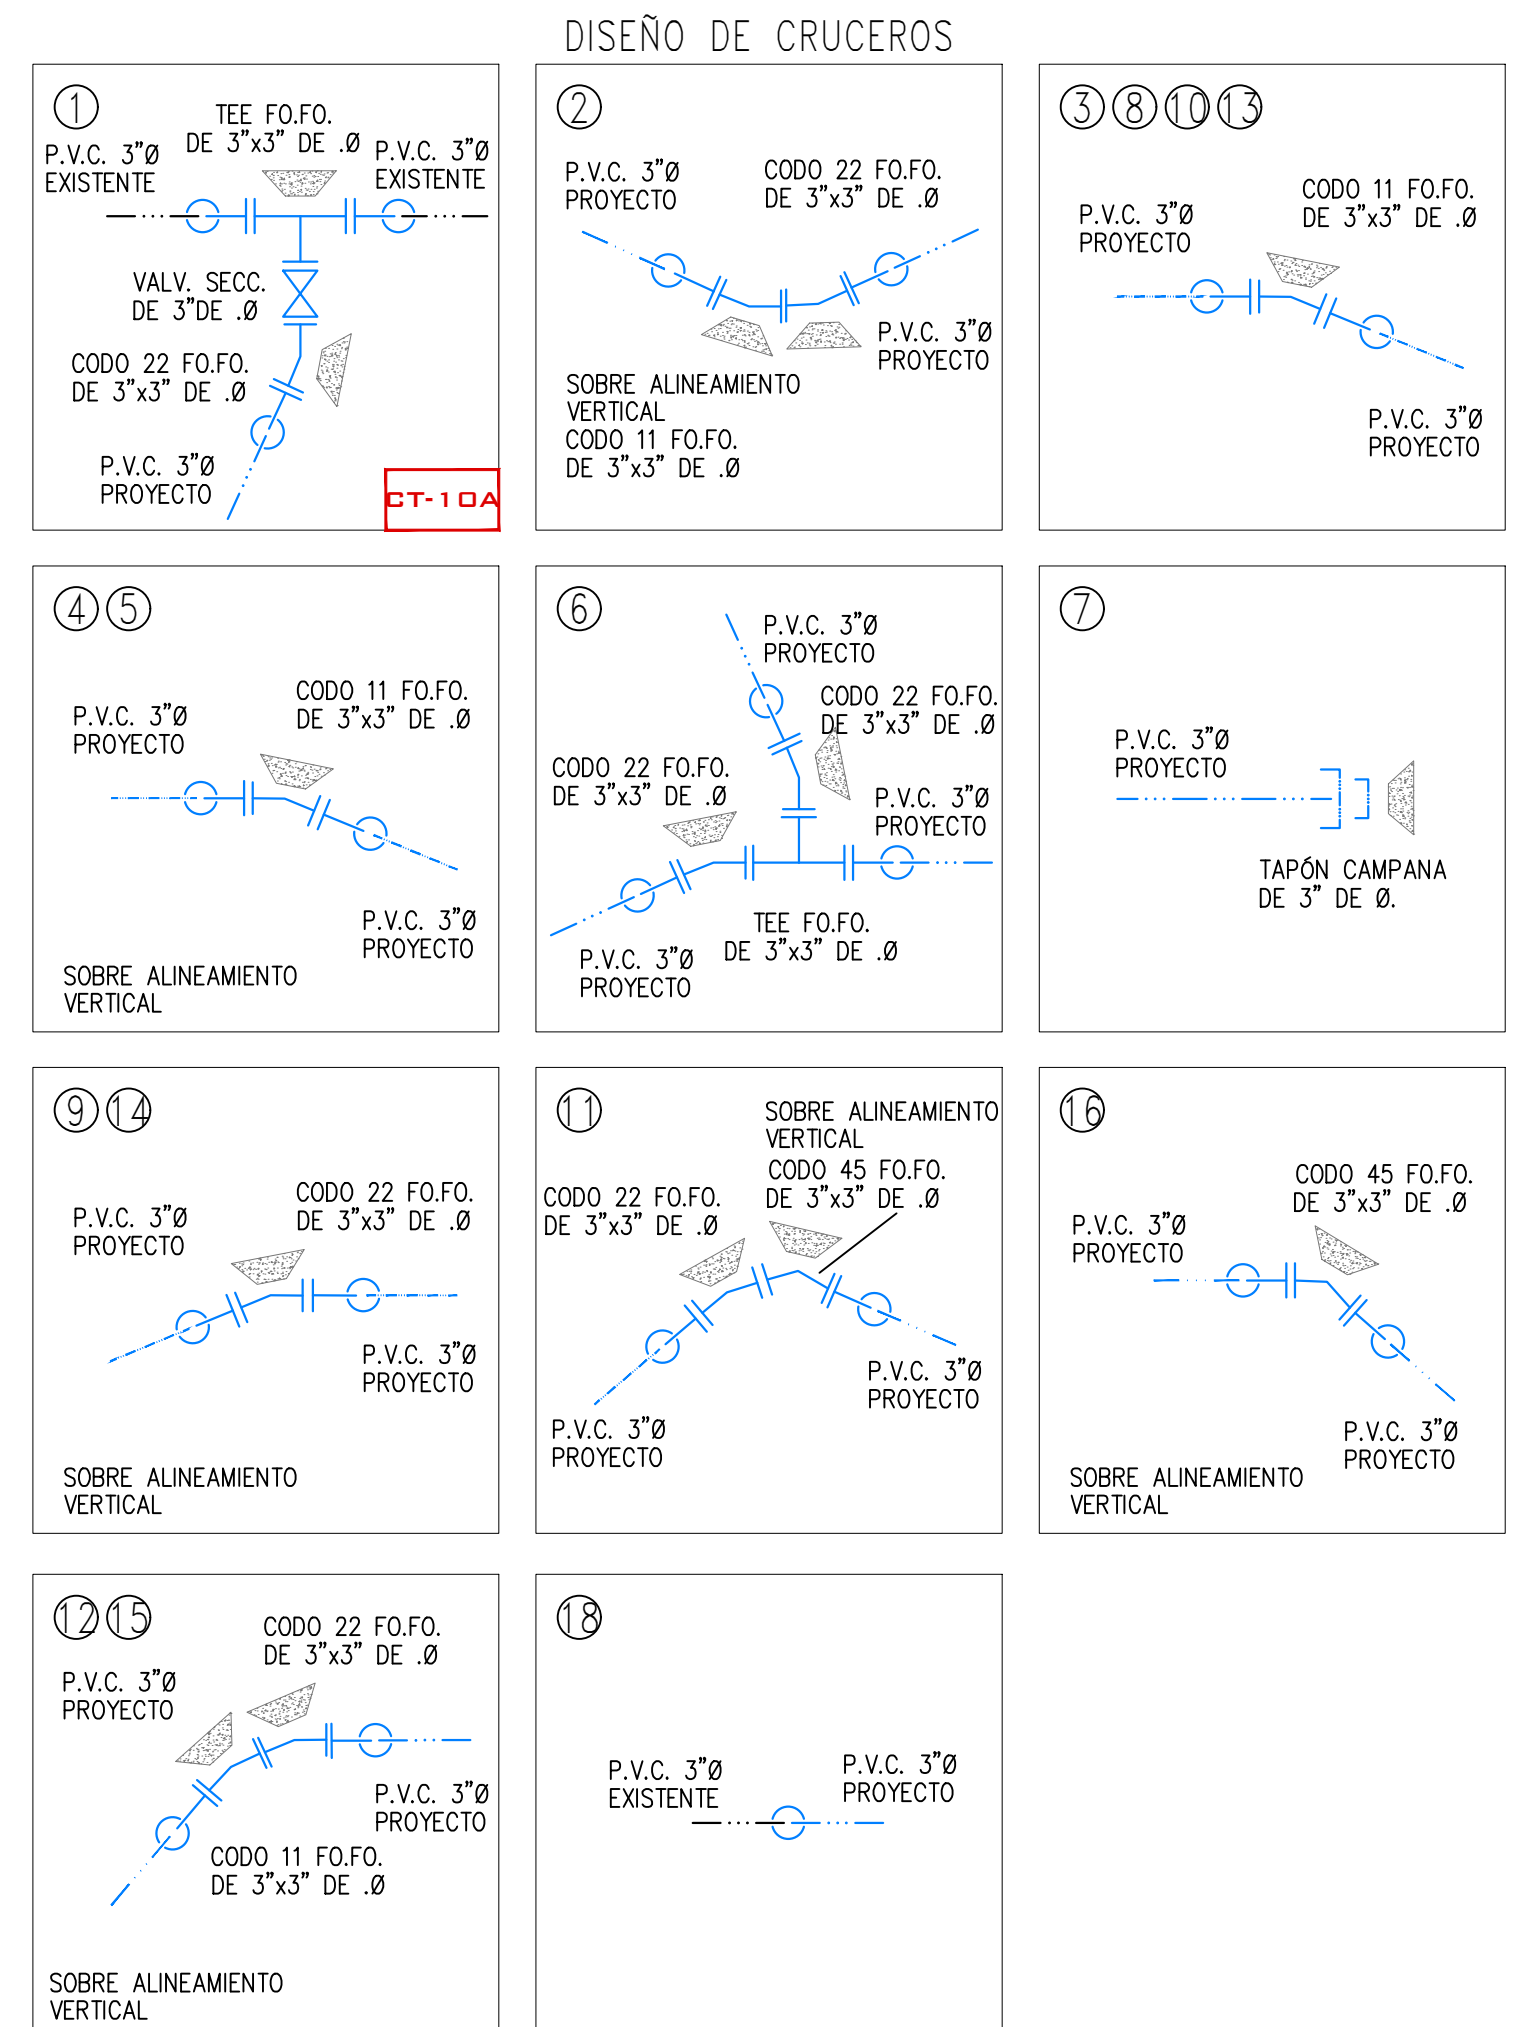 DISEÑO DE CRUCEROS
1
TEE FO.FO.
DE 3"x3" DE .Ø
P.V.C. 3"Ø
EXISTENTE
P.V.C. 3"Ø
EXISTENTE
VALV. SECC.
DE 3"DE .Ø
CODO 22 FO.FO.
DE 3"x3" DE .Ø
P.V.C. 3"Ø
PROYECTO
CT-10A
2
P.V.C. 3"Ø
PROYECTO
CODO 22 FO.FO.
DE 3"x3" DE .Ø
P.V.C. 3"Ø
PROYECTO
SOBRE ALINEAMIENTO
VERTICAL
CODO 11 FO.FO.
DE 3"x3" DE .Ø
3 8 10 13
CODO 11 FO.FO.
DE 3"x3" DE .Ø
P.V.C. 3"Ø
PROYECTO
P.V.C. 3"Ø
PROYECTO
4 5
CODO 11 FO.FO.
DE 3"x3" DE .Ø
P.V.C. 3"Ø
PROYECTO
P.V.C. 3"Ø
PROYECTO
SOBRE ALINEAMIENTO
VERTICAL
6
P.V.C. 3"Ø
PROYECTO
CODO 22 FO.FO.
DE 3"x3" DE .Ø
CODO 22 FO.FO.
DE 3"x3" DE .Ø
P.V.C. 3"Ø
PROYECTO
TEE FO.FO.
DE 3"x3" DE .Ø
P.V.C. 3"Ø
PROYECTO
7
P.V.C. 3"Ø
PROYECTO
TAPÓN CAMPANA
DE 3" DE Ø.
9 14
CODO 22 FO.FO.
DE 3"x3" DE .Ø
P.V.C. 3"Ø
PROYECTO
P.V.C. 3"Ø
PROYECTO
SOBRE ALINEAMIENTO
VERTICAL
11
SOBRE ALINEAMIENTO
VERTICAL
CODO 45 FO.FO.
DE 3"x3" DE .Ø
CODO 22 FO.FO.
DE 3"x3" DE .Ø
P.V.C. 3"Ø
PROYECTO
P.V.C. 3"Ø
PROYECTO
16
CODO 45 FO.FO.
DE 3"x3" DE .Ø
P.V.C. 3"Ø
PROYECTO
P.V.C. 3"Ø
PROYECTO
SOBRE ALINEAMIENTO
VERTICAL
12 15
CODO 22 FO.FO.
DE 3"x3" DE .Ø
P.V.C. 3"Ø
PROYECTO
P.V.C. 3"Ø
PROYECTO
CODO 11 FO.FO.
DE 3"x3" DE .Ø
SOBRE ALINEAMIENTO
VERTICAL
18
P.V.C. 3"Ø
EXISTENTE
P.V.C. 3"Ø
PROYECTO